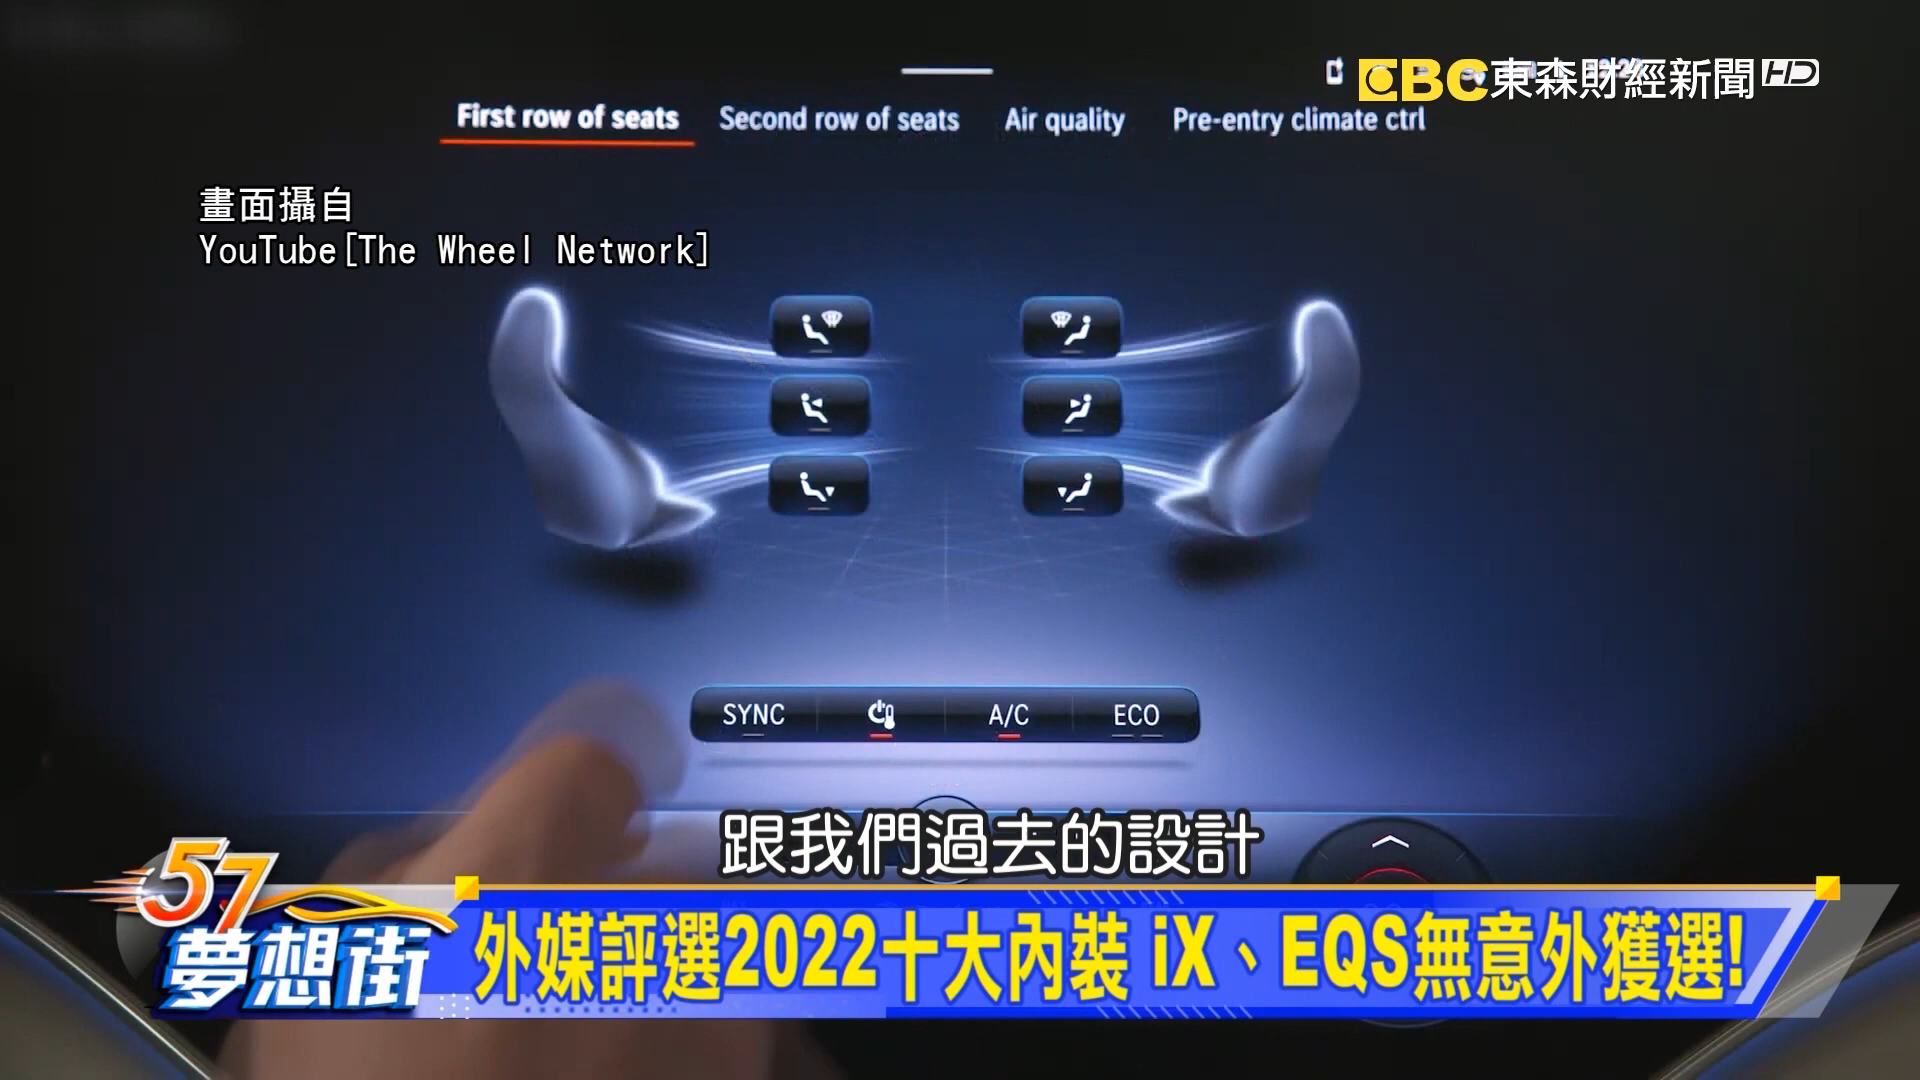 EBC東森財經新聞HD
First row of seats Second row of seats Air quality Pre-entry climate ctrl
畫面攝自
YouTube[The Wheel Network]
SYNC A/C ECO
跟我們過去的設計
57
夢想街
外媒評選2022十大內裝 iX、EQS無意外獲選!